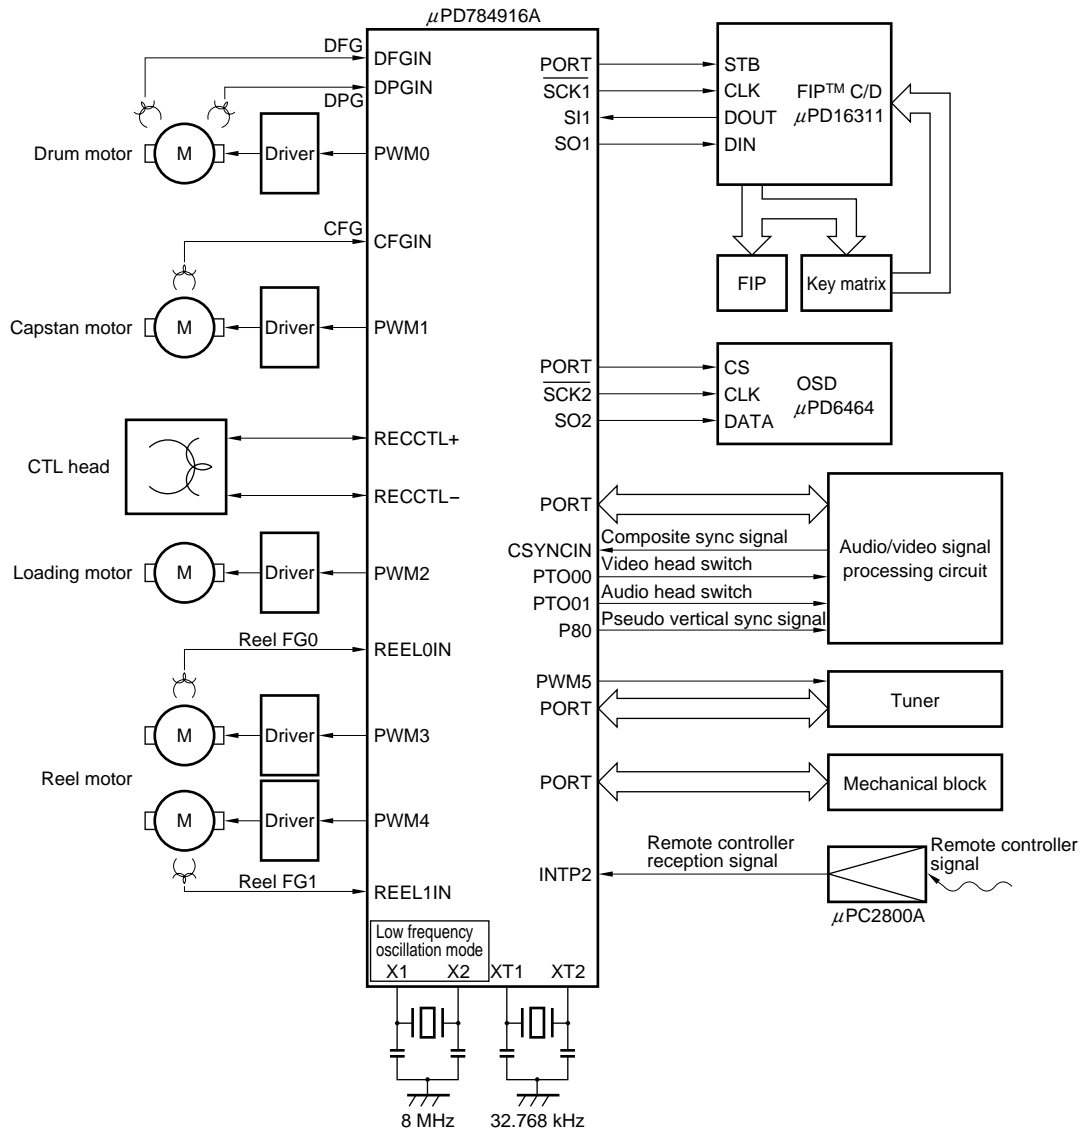 μPD784916A
DFG
DFGIN
DPGIN
DPG
Drum motor
M
Driver
PWM0
CFG
CFGIN
Capstan motor
M
Driver
PWM1
CTL head
RECCTL+
RECCTL−
Loading motor
M
Driver
PWM2
Reel FG0
REEL0IN
M
Driver
PWM3
Reel motor
M
Driver
PWM4
Reel FG1
REEL1IN
Low frequency
oscillation mode
X1
X2
XT1
XT2
8 MHz
32.768 kHz
PORT
SCK1
SI1
SO1
STB
CLK
DOUT
DIN
FIP™ C/D
μPD16311
FIP
Key matrix
PORT
SCK2
SO2
CS
CLK
DATA
OSD
μPD6464
PORT
CSYNCIN
Composite sync signal
PTO00
Video head switch
PTO01
Audio head switch
P80
Pseudo vertical sync signal
Audio/video signal
processing circuit
PWM5
PORT
Tuner
PORT
Mechanical block
INTP2
Remote controller
reception signal
Remote controller
signal
μPC2800A